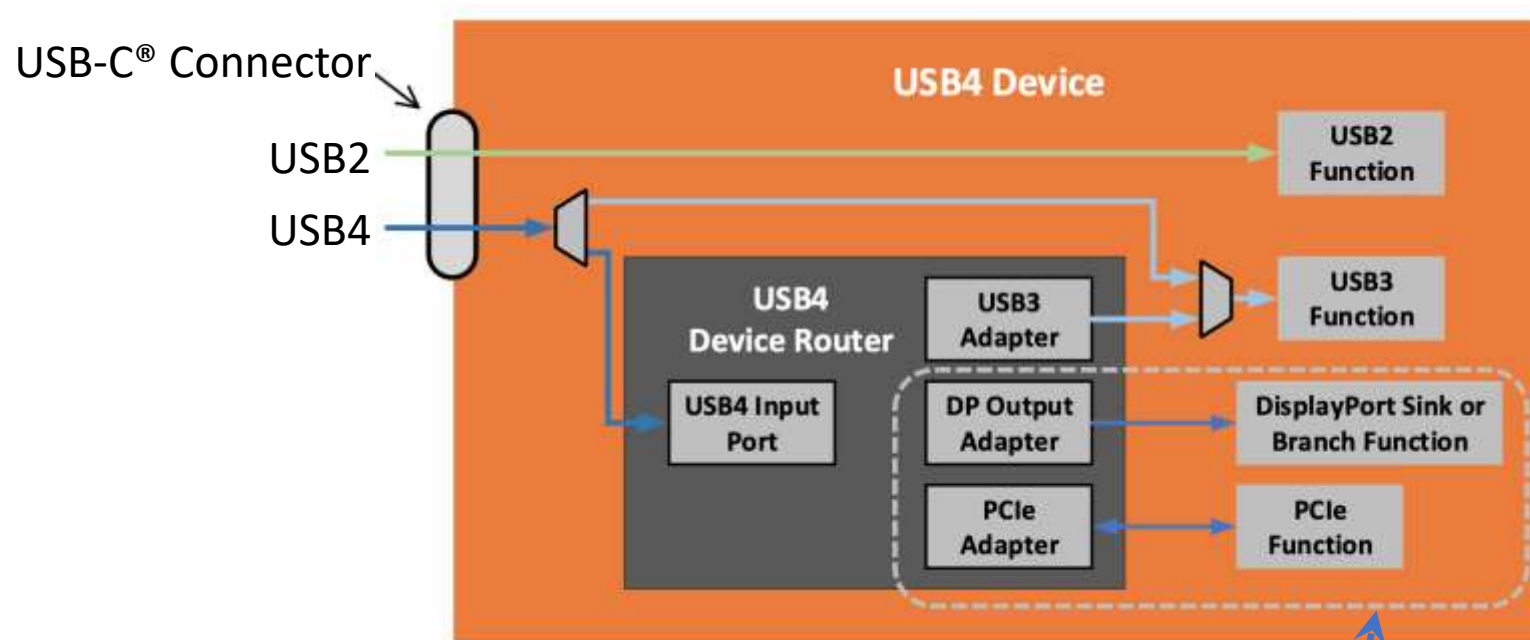 USB-C® Connector
USB4 Device
USB2
USB2
Function
USB4
USB4
Device Router
USB3
Adapter
USB3
Function
USB4 Input
Port
DP Output
Adapter
DisplayPort Sink or
Branch Function
PCIe
Adapter
PCIe
Function